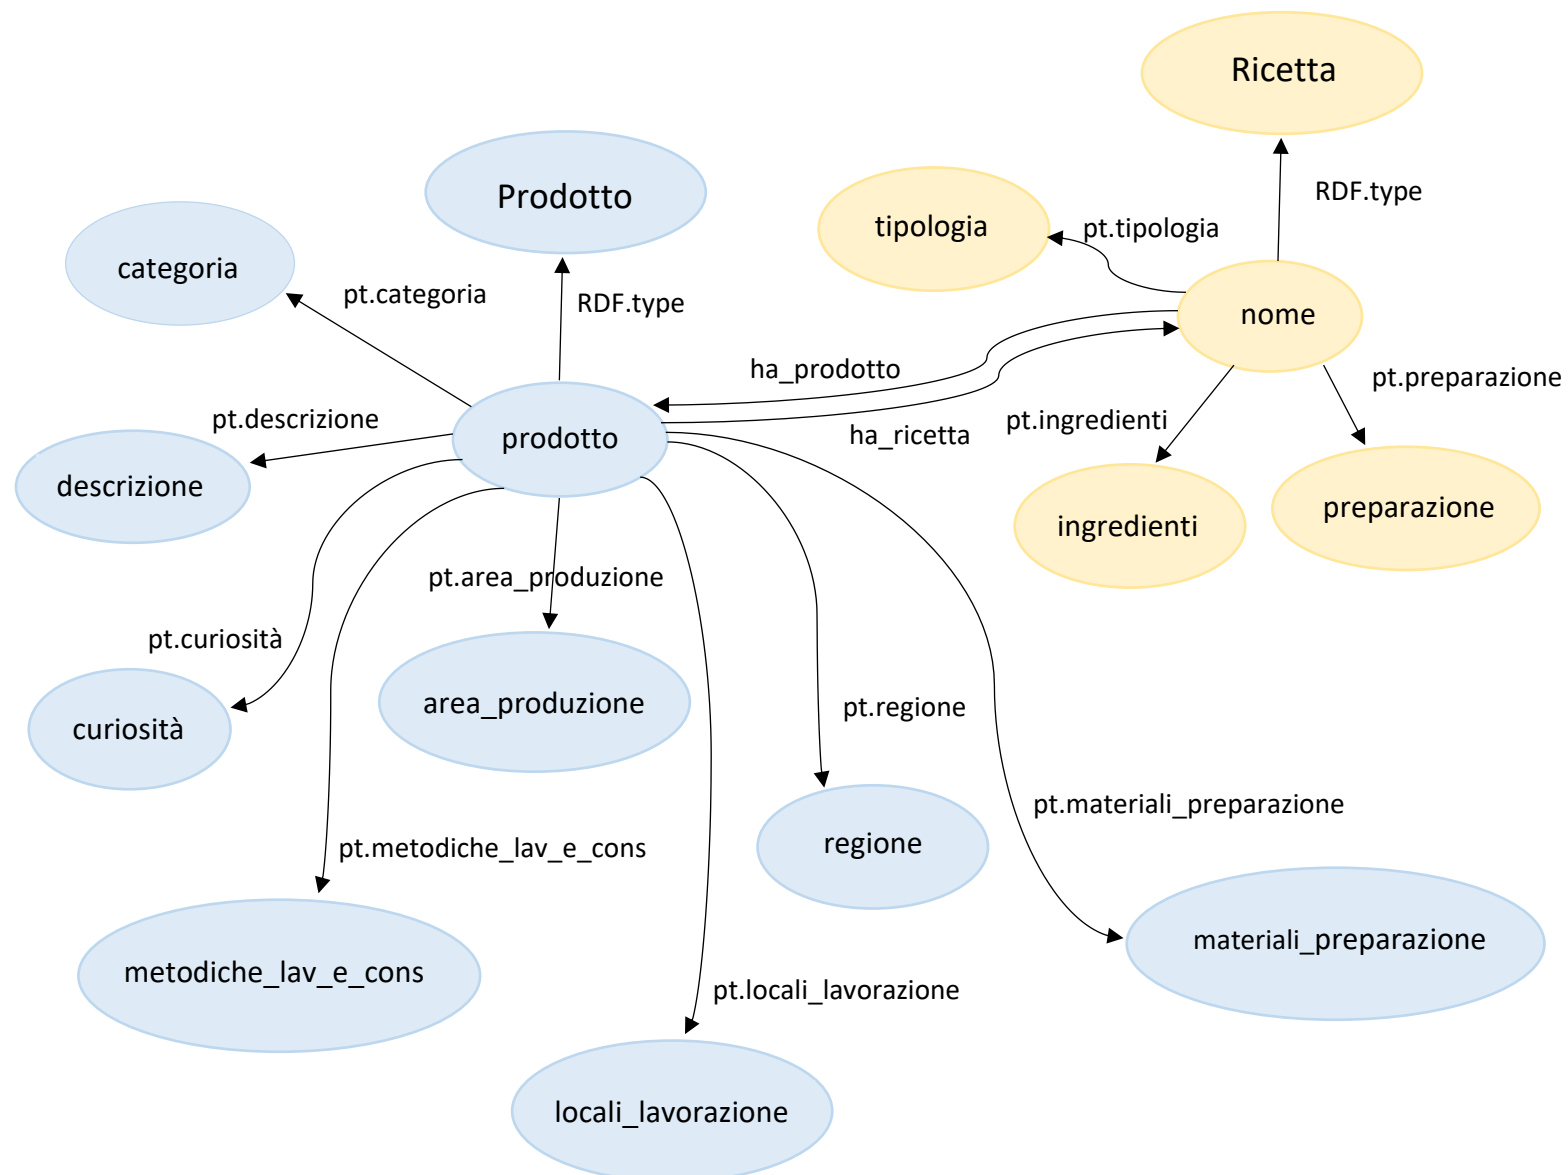 Ricetta
Prodotto
RDF.type
tipologia
pt.tipologia
categoria
pt.categoria
RDF.type
nome
ha_prodotto
pt.preparazione
pt.descrizione
prodotto
ha_ricetta
pt.ingredienti
descrizione
ingredienti
preparazione
pt.area_produzione
pt.curiosità
curiosità
area_produzione
pt.regione
pt.materiali_preparazione
pt.metodiche_lav_e_cons
regione
materiali_preparazione
metodiche_lav_e_cons
pt.locali_lavorazione
locali_lavorazione